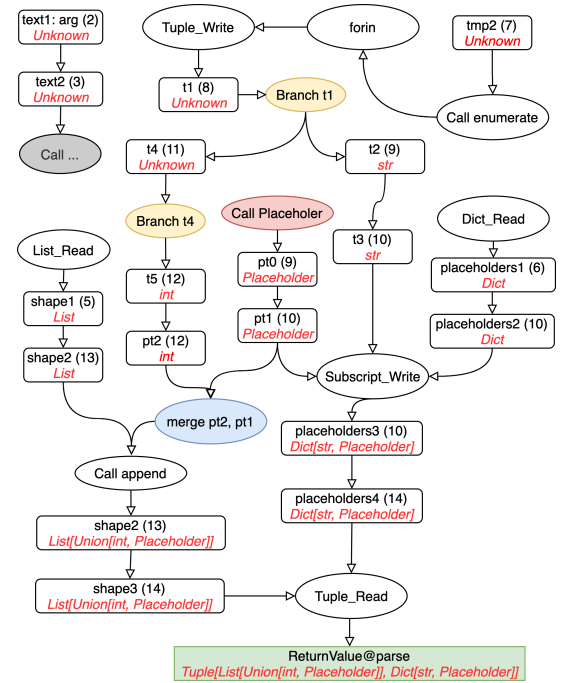 text1: arg (2)
Unknown
Tuple_Write
forin
tmp2 (7)
Unknown
text2 (3)
Unknown
t1 (8)
Unknown
Branch t1
Call enumerate
Call ...
t4 (11)
Unknown
t2 (9)
str
Branch t4
Call Placeholer
Dict_Read
List_Read
t3 (10)
str
pt0 (9)
Placeholder
placeholders1 (6)
Dict
t5 (12)
int
shape1 (5)
List
pt1 (10)
Placeholder
placeholders2 (10)
Dict
pt2 (12)
int
shape2 (13)
List
Subscript_Write
merge pt2, pt1
placeholders3 (10)
Dict[str, Placeholder]
Call append
placeholders4 (14)
Dict[str, Placeholder]
shape2 (13)
List[Union[int, Placeholder]]
shape3 (14)
List[Union[int, Placeholder]]
Tuple_Read
ReturnValue@parse
Tuple[List[Union[int, Placeholder]], Dict[str, Placeholder]]